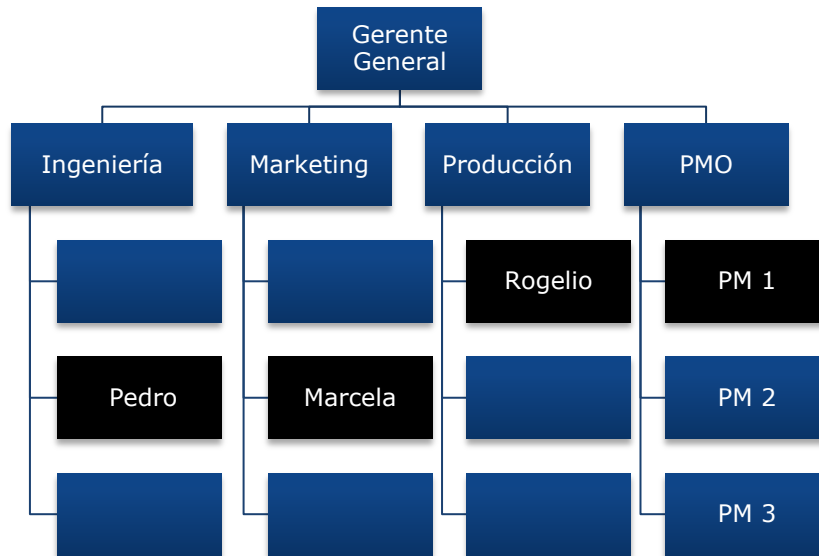 Gerente
General
Ingeniería
Marketing
Producción
PMO
Rogelio
PM 1
Pedro
Marcela
PM 2
PM 3